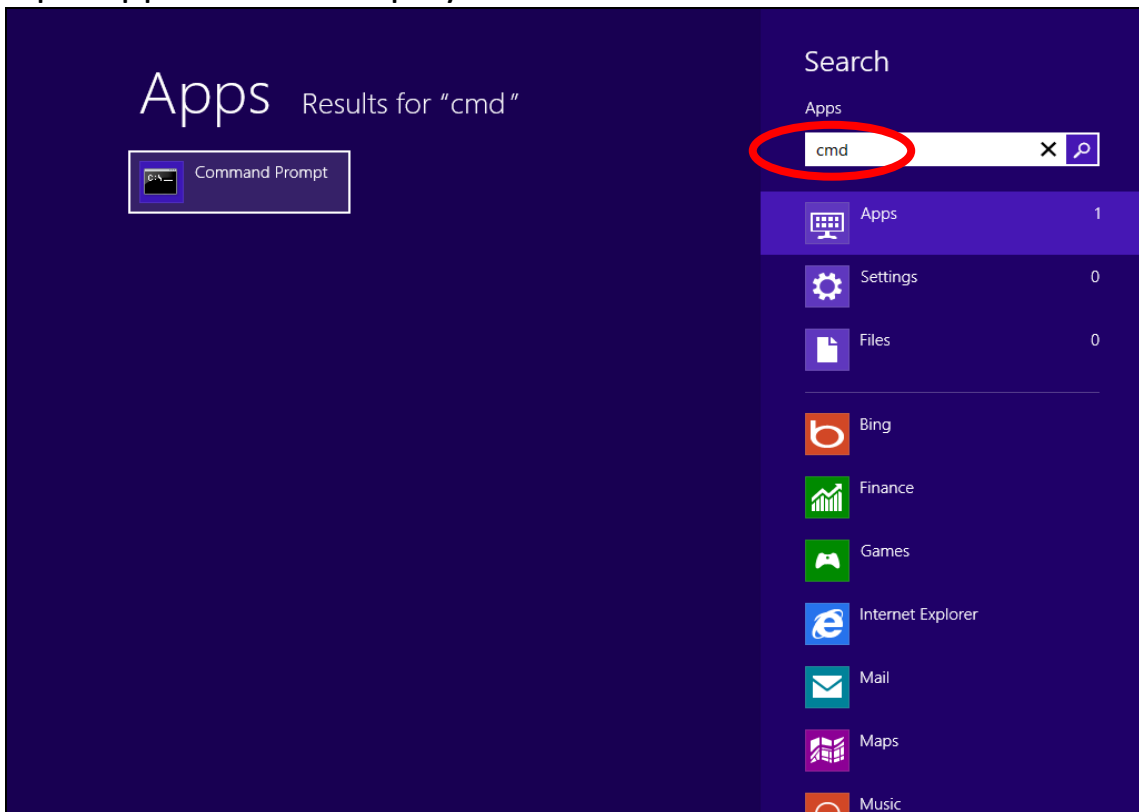 Apps Results for “cmd”
Command Prompt
Search
Apps
cmd
Apps 1
Settings 0
Files 0
Bing
Finance
Games
Internet Explorer
Mail
Maps
Music